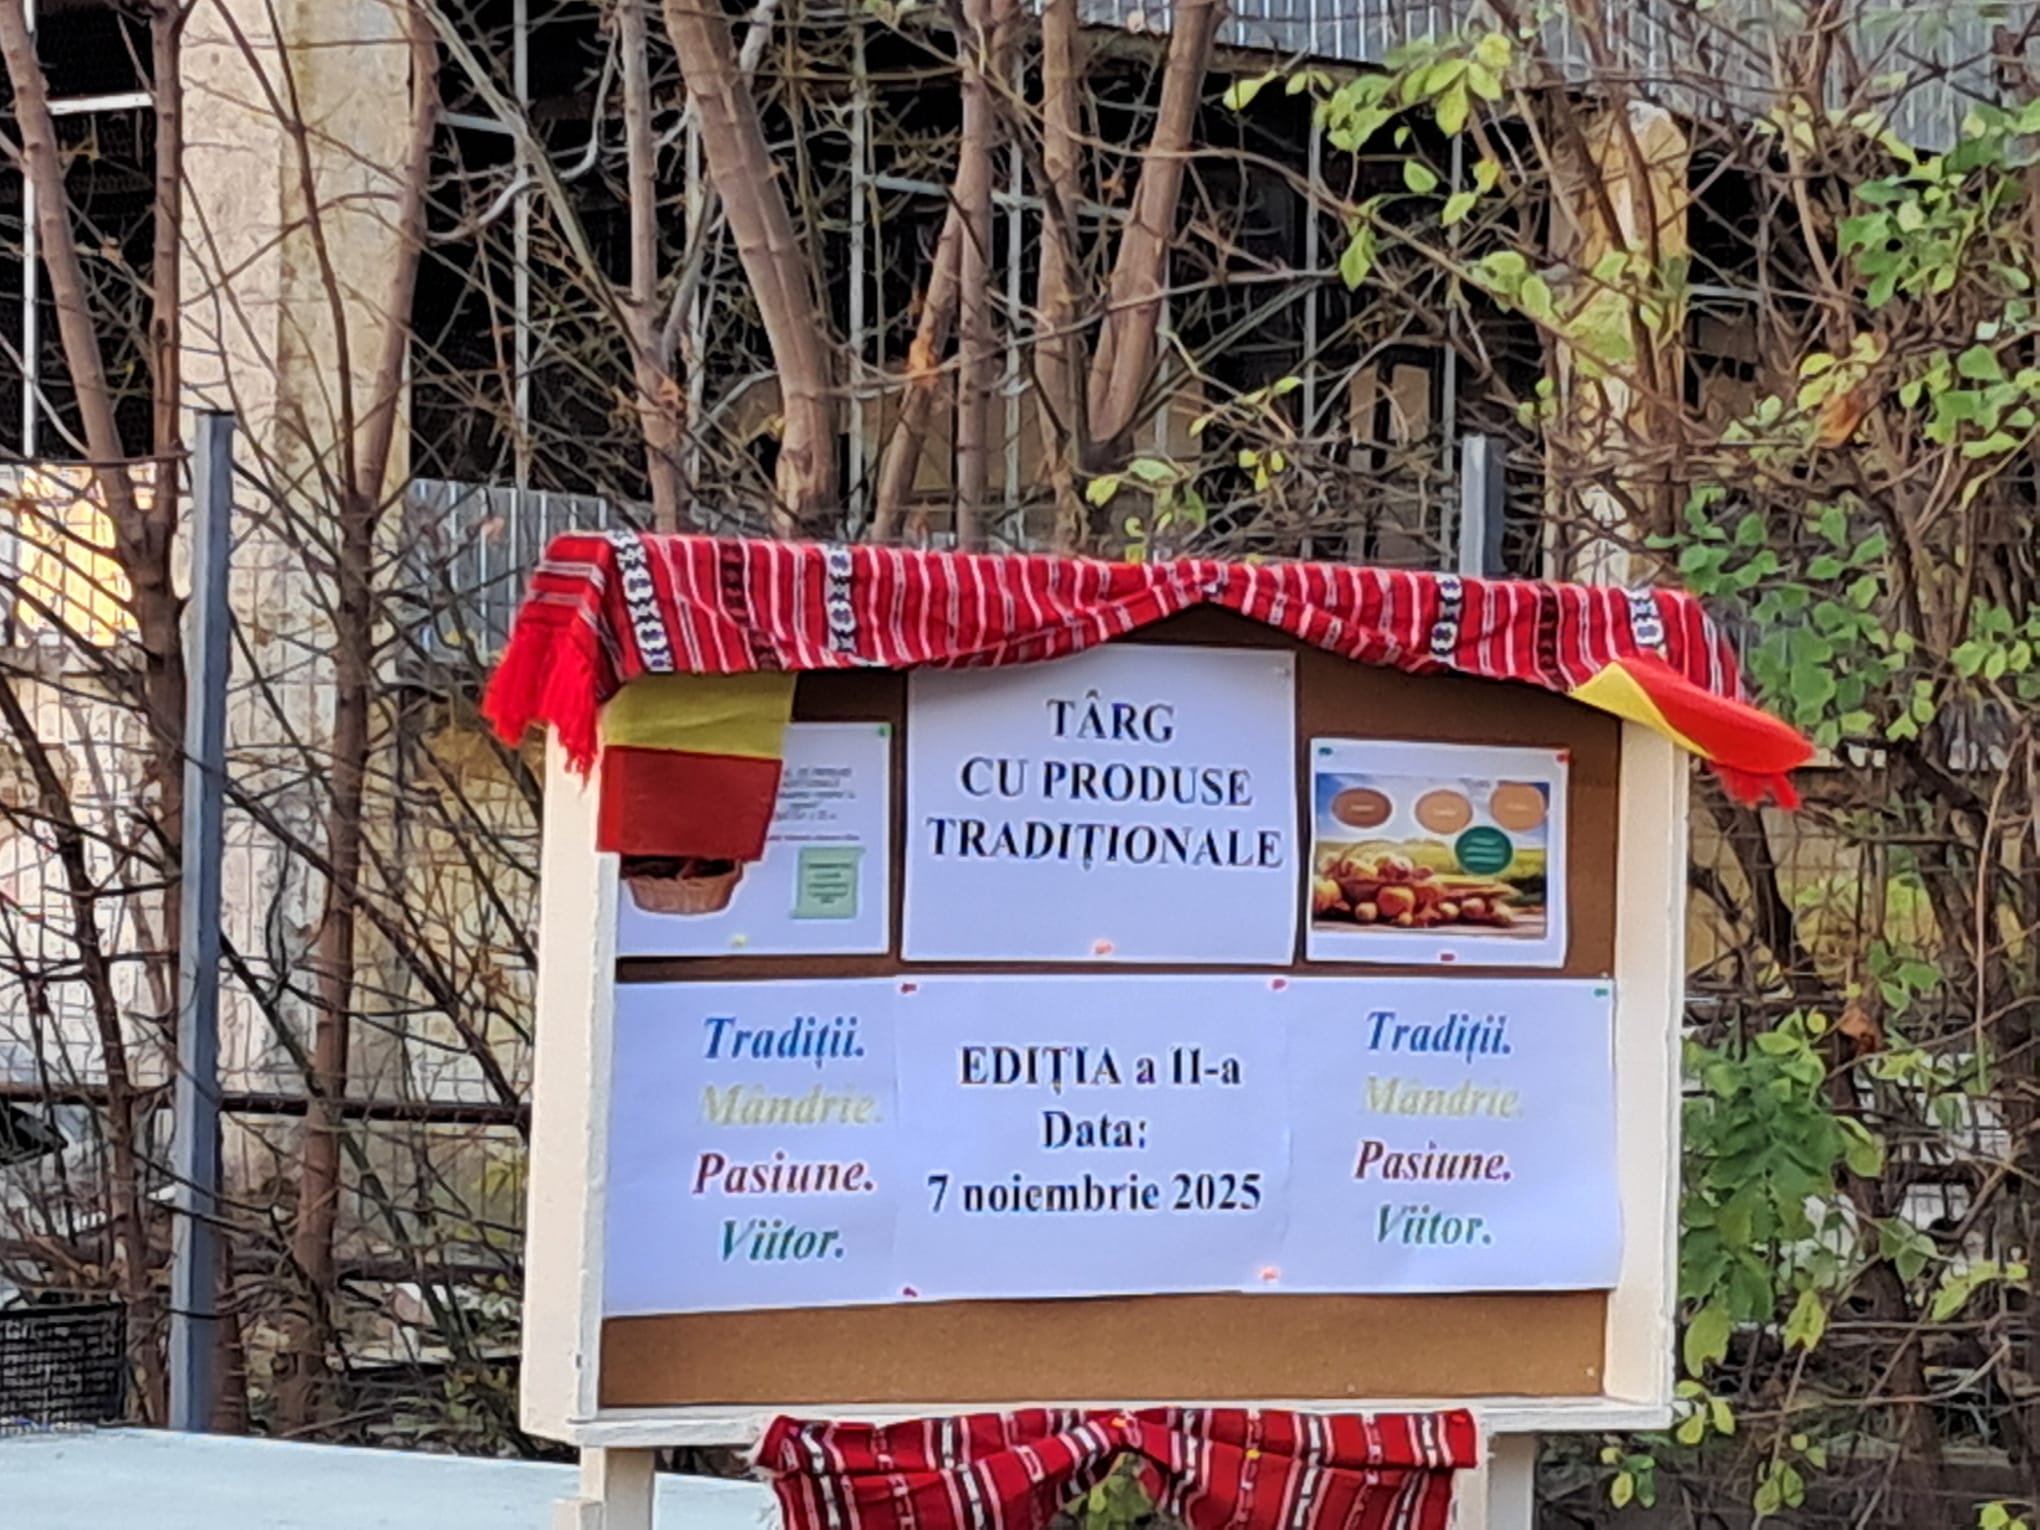 TÂRG
CU PRODUSE
TRADIȚIONALE
Tradiții.
Mândrie.
Pasiune.
Viitor.
EDIȚIA a II-a
Data:
7 noiembrie 2025
Tradiții.
Mândrie.
Pasiune.
Viitor.